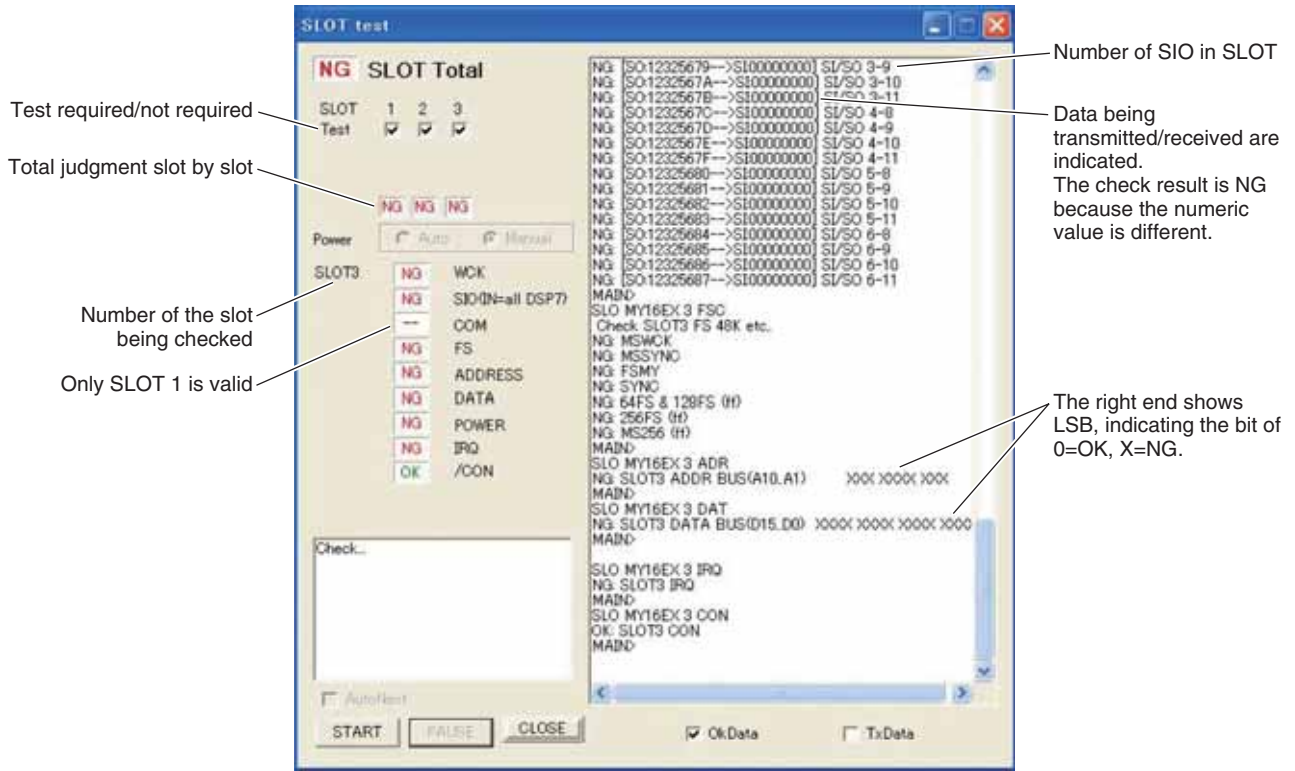 SLOT test
NG SLOT Total
SLOT 1 2 3
Test
NG NG NG
Power Auto Manual
SLOT3 NG WCK
NG SIO(IN=all DSP7)
-- COM
NG FS
NG ADDRESS
NG DATA
NG POWER
NG IRQ
OK /CON
Check...
AutoNext
START PAUSE CLOSE
NG: [SO:12325679-->SI00000000] SI/SO 3-9
NG: [SO:1232567A-->SI00000000] SI/SO 3-10
NG: [SO:1232567B-->SI00000000] SI/SO 3-11
NG: [SO:1232567C-->SI00000000] SI/SO 4-8
NG: [SO:1232567D-->SI00000000] SI/SO 4-9
NG: [SO:1232567E-->SI00000000] SI/SO 4-10
NG: [SO:1232567F-->SI00000000] SI/SO 4-11
NG: [SO:12325680-->SI00000000] SI/SO 5-8
NG: [SO:12325681-->SI00000000] SI/SO 5-9
NG: [SO:12325682-->SI00000000] SI/SO 5-10
NG: [SO:12325683-->SI00000000] SI/SO 5-11
NG: [SO:12325684-->SI00000000] SI/SO 6-8
NG: [SO:12325685-->SI00000000] SI/SO 6-9
NG: [SO:12325686-->SI00000000] SI/SO 6-10
NG: [SO:12325687-->SI00000000] SI/SO 6-11
MAIN>
SLO MY16EX 3 FSC
Check SLOT3 FS 48K etc..
NG: MSWCK
NG: MSSYNC
NG: FSMY
NG: SYNC
NG: 64FS & 128FS (ff)
NG: 256FS (ff)
NG: MS256 (ff)
MAIN>
SLO MY16EX 3 ADR
NG: SLOT3 ADDR BUS(A10..A1) XXX XXXX XXX
MAIN>
SLO MY16EX 3 DAT
NG: SLOT3 DATA BUS(D15..D0) XXXX XXXX XXXX XXXX
MAIN>
SLO MY16EX 3 IRQ
NG: SLOT3 IRQ
MAIN>
SLO MY16EX 3 CON
OK: SLOT3 CON
MAIN>
OkData TxData
Test required/not required
Total judgment slot by slot
Number of the slot
being checked
Only SLOT 1 is valid
Number of SIO in SLOT
Data being
transmitted/received are
indicated.
The check result is NG
because the numeric
value is different.
The right end shows
LSB, indicating the bit of
0=OK, X=NG.